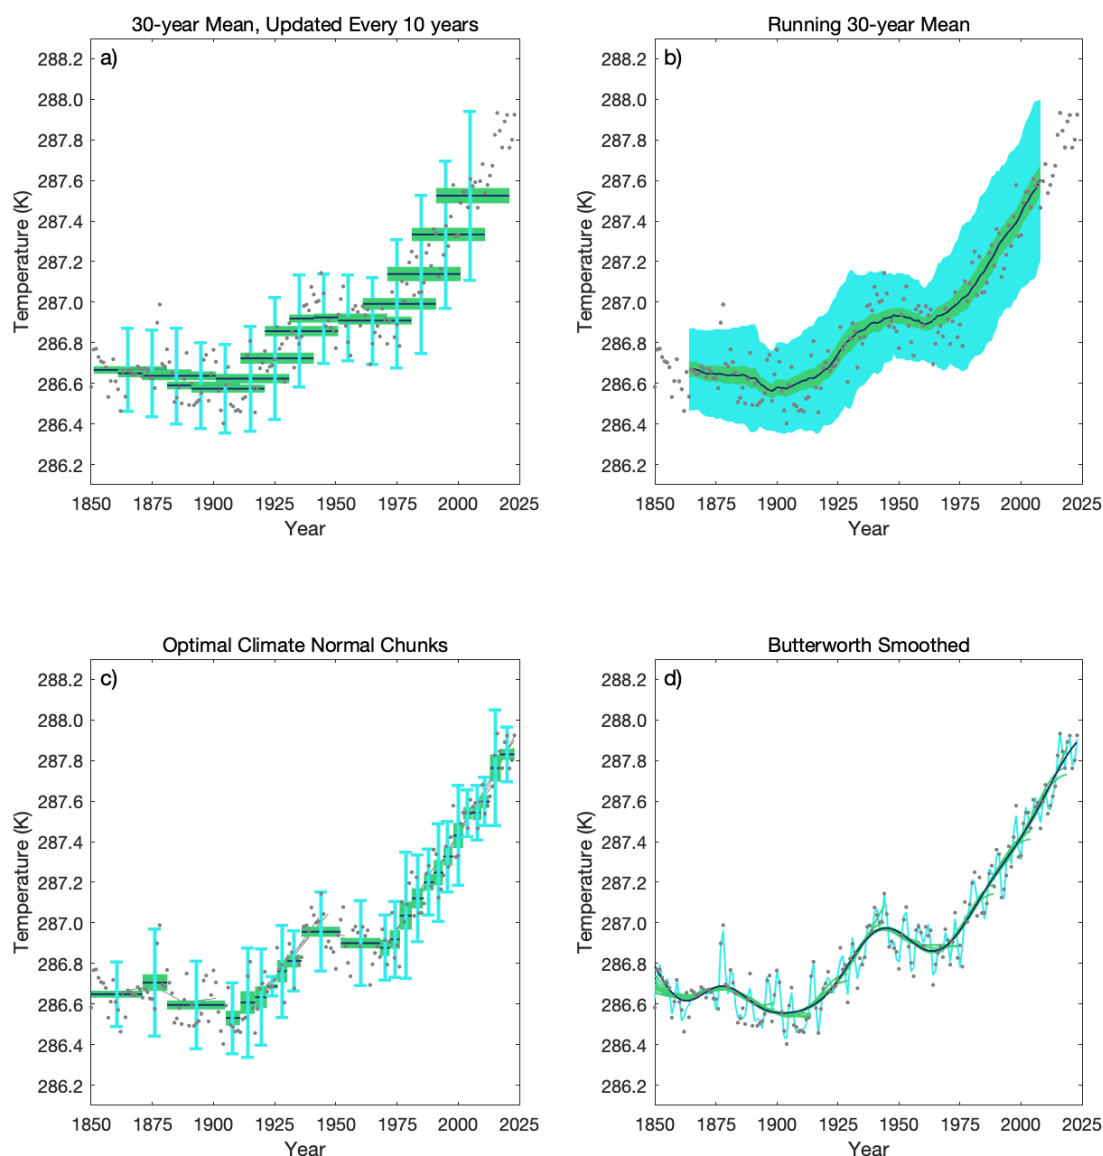 30-year Mean, Updated Every 10 years
a)
288.2
288.0
287.8
287.6
287.4
287.2
287.0
286.8
286.6
286.4
286.2
Temperature (K)
1850 1875 1900 1925 1950 1975 2000 2025
Year
Running 30-year Mean
b)
288.2
288.0
287.8
287.6
287.4
287.2
287.0
286.8
286.6
286.4
286.2
Temperature (K)
1850 1875 1900 1925 1950 1975 2000 2025
Year
Optimal Climate Normal Chunks
c)
288.2
288.0
287.8
287.6
287.4
287.2
287.0
286.8
286.6
286.4
286.2
Temperature (K)
1850 1875 1900 1925 1950 1975 2000 2025
Year
Butterworth Smoothed
d)
288.2
288.0
287.8
287.6
287.4
287.2
287.0
286.8
286.6
286.4
286.2
Temperature (K)
1850 1875 1900 1925 1950 1975 2000 2025
Year